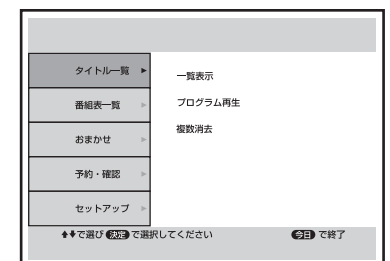 タイトル一覧 ▶
一覧表示
番組表一覧 ▶
プログラム再生
複数消去
おまかせ ▶
予約・確認 ▶
セットアップ ▶
▲▼で選び 決定 で選択してください
今日 で終了